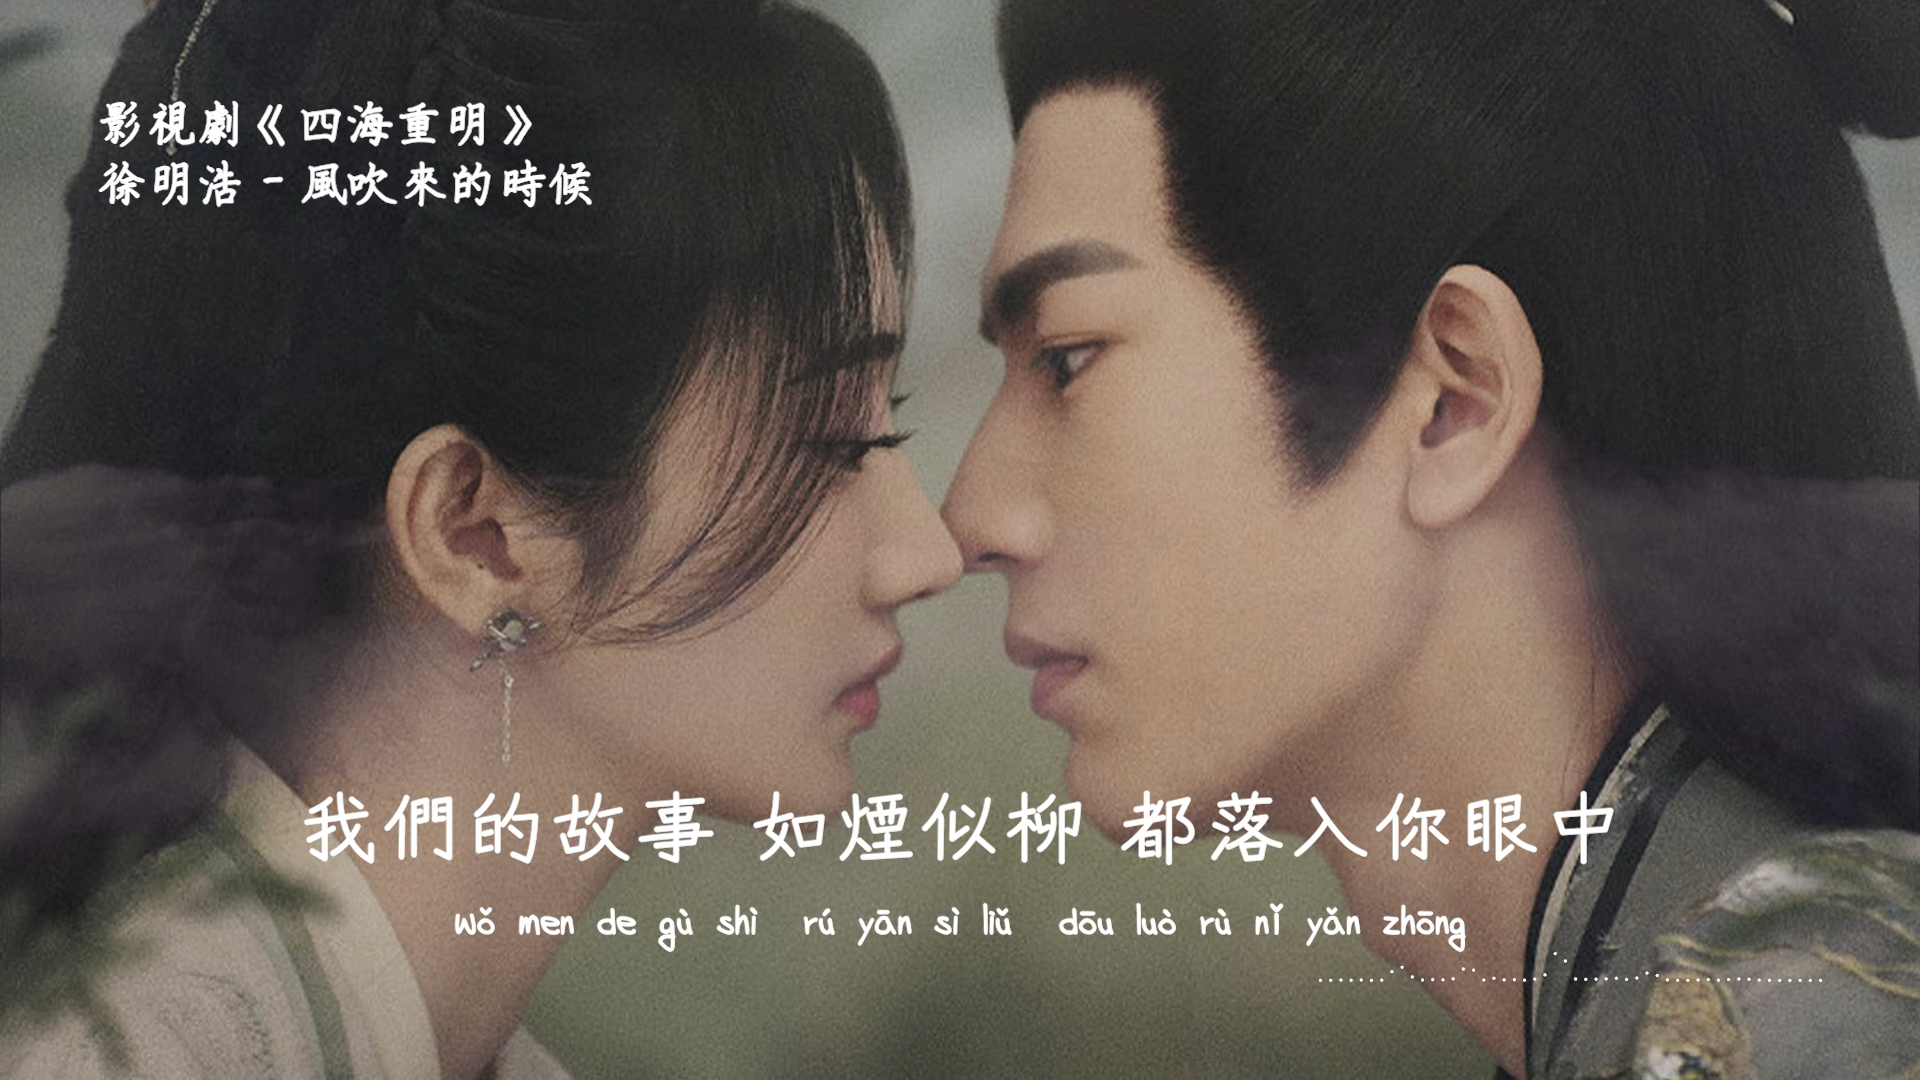 影視劇《四海重明》
徐明浩 - 風吹來的時候
我們的故事 如煙似柳 都落入你眼中
wǒ men de gù shì rú yān sì liǔ dōu luò rù nǐ yǎn zhōng